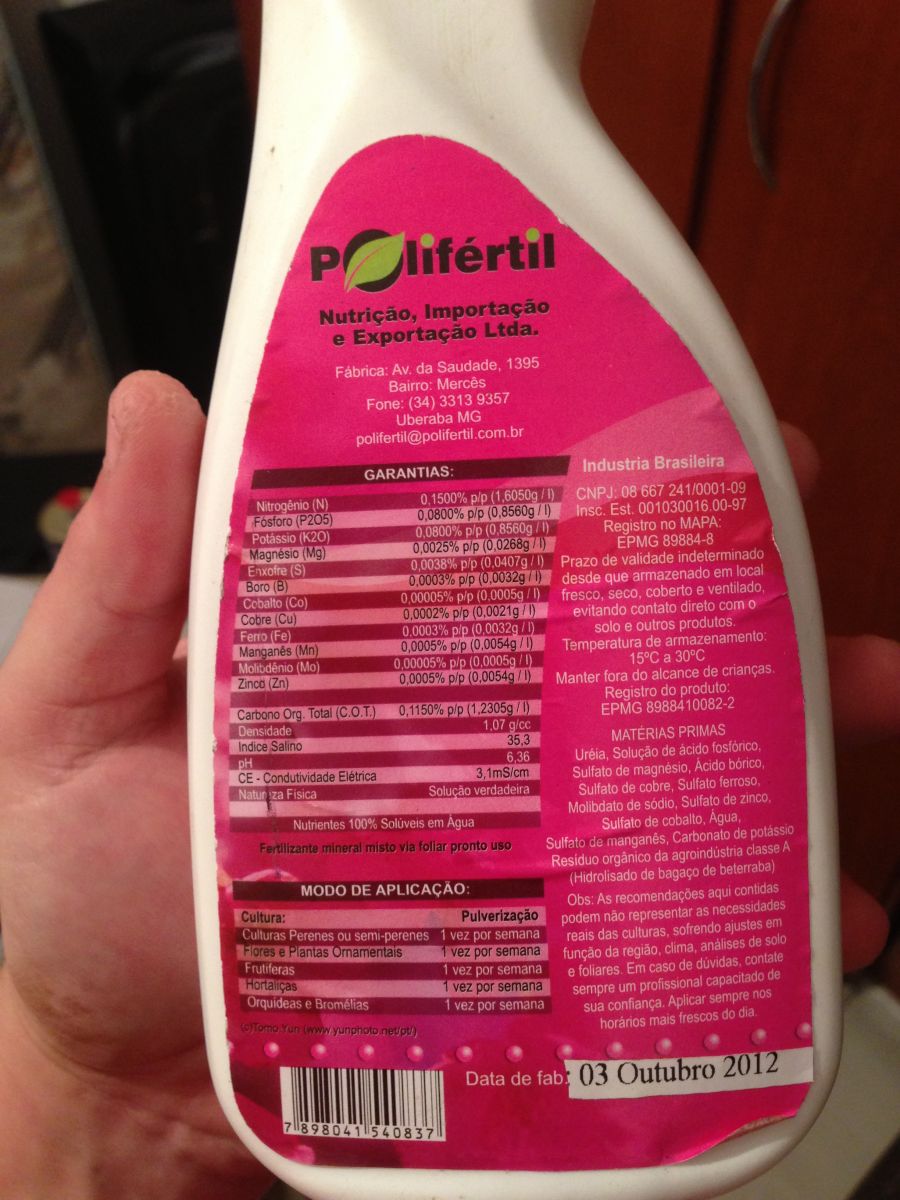 Polifértil
Nutrição, Importação
e Exportação Ltda.
Fábrica: Av. da Saudade, 1395
Bairro: Mercês
Fone: (34) 3313 9357
Uberaba MG
polifertil@polifertil.com.br
GARANTIAS:
Nitrogênio (N) 0,1500% p/p (1,6050g / l)
Fósforo (P2O5) 0,0800% p/p (0,8560g / l)
Potássio (K2O) 0,0800% p/p (0,8560g / l)
Magnésio (Mg) 0,0025% p/p (0,0268g / l)
Enxofre (S) 0,0038% p/p (0,0407g / l)
Boro (B) 0,0003% p/p (0,0032g / l)
Cobalto (Co) 0,00005% p/p (0,0005g / l)
Cobre (Cu) 0,0002% p/p (0,0021g / l)
Ferro (Fe) 0,0003% p/p (0,0032g / l)
Manganês (Mn) 0,0005% p/p (0,0054g / l)
Molibdênio (Mo) 0,00005% p/p (0,0005g / l)
Zinco (Zn) 0,0005% p/p (0,0054g / l)
Carbono Org. Total (C.O.T.) 0,1150% p/p (1,2305g / l)
Densidade 1,07 g/cc
Indice Salino 35,3
pH 6,36
CE - Condutividade Elétrica 3,1mS/cm
Natureza Física Solução verdadeira
Nutrientes 100% Solúveis em Água
Fertilizante mineral misto via foliar pronto uso
MODO DE APLICAÇÃO:
Cultura: Pulverização
Culturas Perenes ou semi-perenes 1 vez por semana
Flores e Plantas Ornamentais 1 vez por semana
Frutíferas 1 vez por semana
Hortaliças 1 vez por semana
Orquídeas e Bromélias 1 vez por semana
(c)Tomo.Yun (www.yunphoto.net/pt/)
Industria Brasileira
CNPJ: 08 667 241/0001-09
Insc. Est. 001030016.00-97
Registro no MAPA:
EPMG 89884-8
Prazo de validade indeterminado
desde que armazenado em local
fresco, seco, coberto e ventilado,
evitando contato direto com o
solo e outros produtos.
Temperatura de armazenamento:
15ºC a 30ºC
Manter fora do alcance de crianças.
Registro do produto:
EPMG 8988410082-2
MATÉRIAS PRIMAS
Uréia, Solução de ácido fosfórico,
Sulfato de magnésio, Ácido bórico,
Sulfato de cobre, Sulfato ferroso,
Molibdato de sódio, Sulfato de zinco,
Sulfato de cobalto, Água,
Sulfato de manganês, Carbonato de potássio
Resíduo orgânico da agroindústria classe A
(Hidrolisado de bagaço de beterraba)
Obs: As recomendações aqui contidas
podem não representar as necessidades
reais das culturas, sofrendo ajustes em
função da região, clima, análises de solo
e foliares. Em caso de dúvidas, contate
sempre um profissional capacitado de
sua confiança. Aplicar sempre nos
horários mais frescos do dia.
Data de fab.: 03 Outubro 2012
7 898041 540837